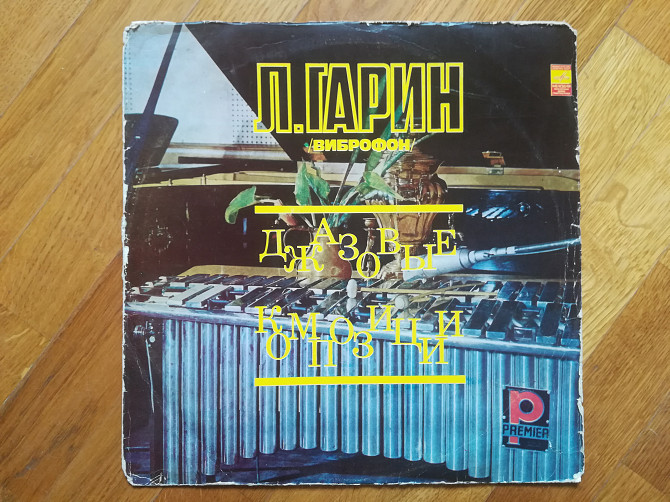 Л.ГАРИН
/ВИБРОФОН/
ДЖАЗОВЫЕ
КОМПОЗИЦИИ
P
PREMIER